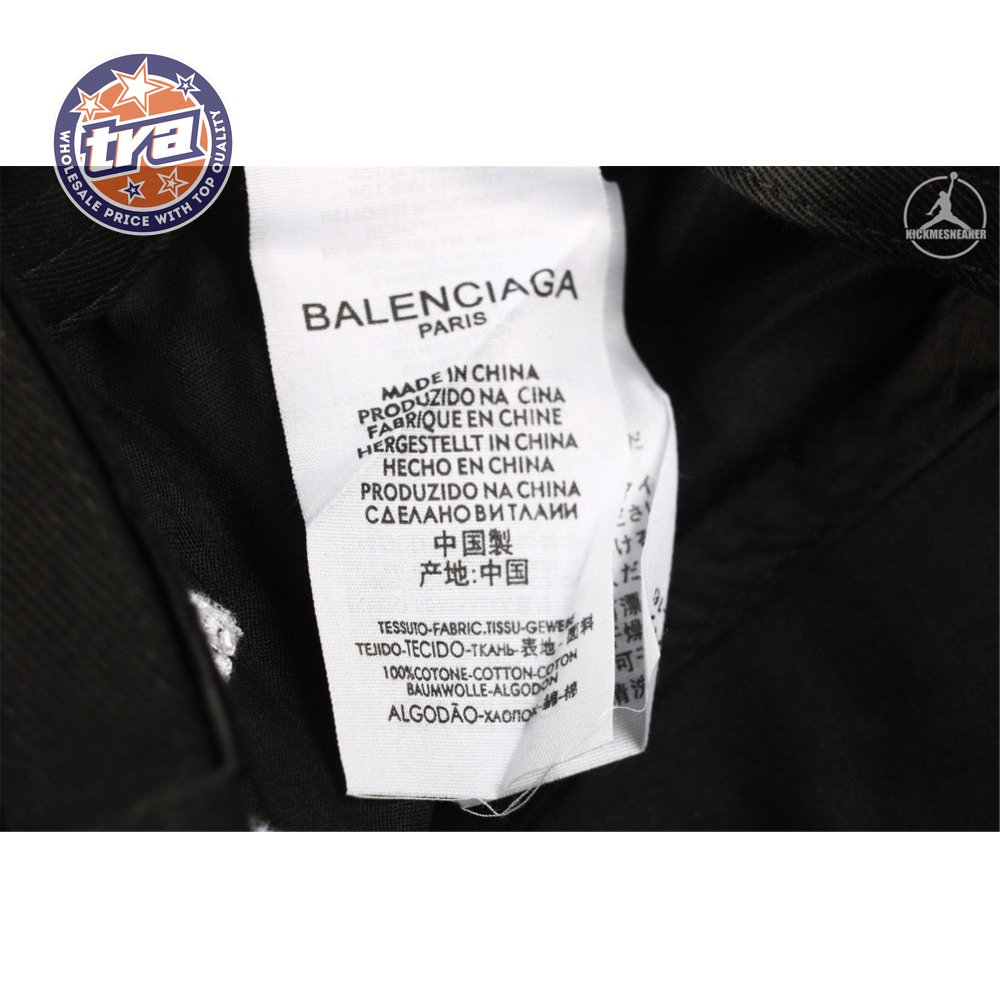 tra
WHOLESALE PRICE WITH TOP QUALITY
KICKMESNEAKER
BALENCIAGA
PARIS
MADE IN CHINA
PRODUZIDO NA CINA
FABRIQUE EN CHINE
HERGESTELLT IN CHINA
HECHO EN CHINA
PRODUZIDO NA CHINA
СДЕЛАНО В ИТЛАИИ
中国製
产地:中国
TESSUTO-FABRIC.TISSU-GEWEBE
TEJIDO-TECIDO-ТКАНЬ-表地-面料
100%COTONE-COTTON-COTON
BAUMWOLLE-ALGODON
ALGODÃO-ХЛОПОК-綿-棉